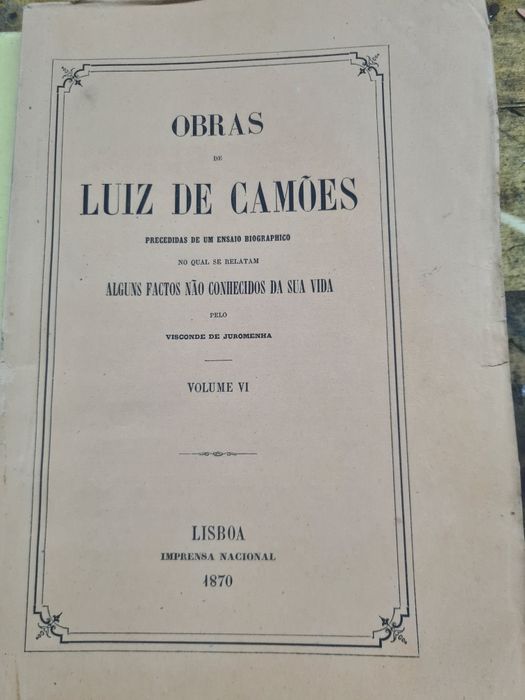 OBRAS
DE
LUIZ DE CAMÕES
PRECEDIDAS DE UM ENSAIO BIOGRAPHICO
NO QUAL SE RELATAM
ALGUNS FACTOS NÃO CONHECIDOS DA SUA VIDA
PELO
VISCONDE DE JUROMENHA
VOLUME VI
LISBOA
IMPRENSA NACIONAL
1870